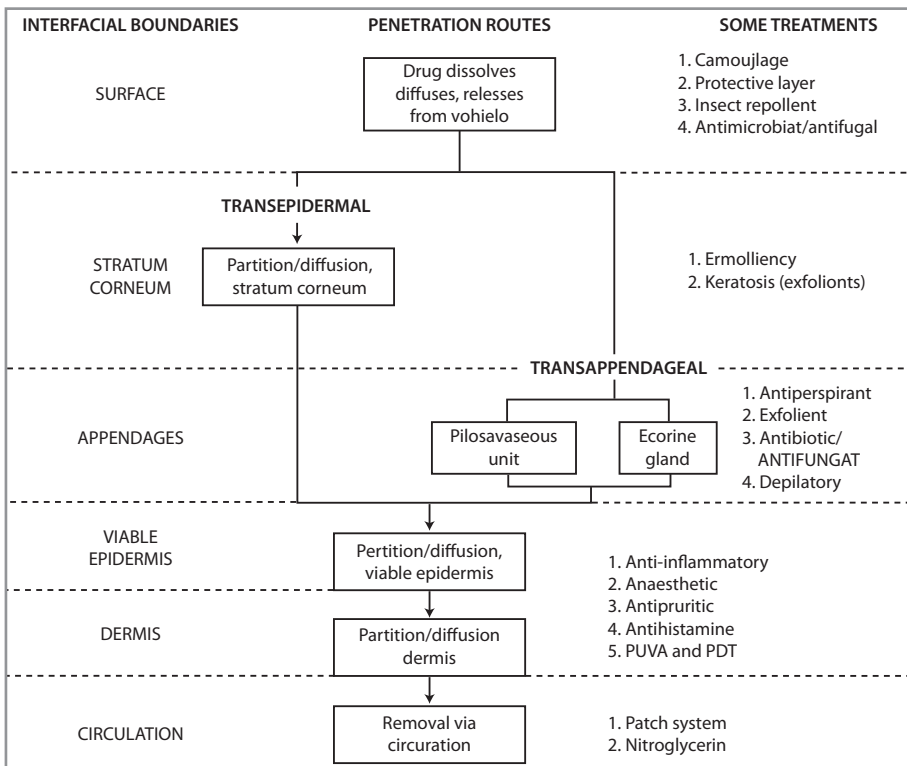 INTERFACIAL BOUNDARIES
PENETRATION ROUTES
SOME TREATMENTS
SURFACE
Drug dissolves
diffuses, relesses
from vohielo
1. Camoujlage
2. Protective layer
3. Insect repollent
4. Antimicrobiat/antifugal
TRANSEPIDERMAL
STRATUM
CORNEUM
Partition/diffusion,
stratum corneum
1. Ermolliency
2. Keratosis (exfolionts)
TRANSAPPENDAGEAL
APPENDAGES
Pilosavaseous
unit
Ecorine
gland
1. Antiperspirant
2. Exfolient
3. Antibiotic/
ANTIFUNGAT
4. Depilatory
VIABLE
EPIDERMIS
Pertition/diffusion,
viable epidermis
DERMIS
Partition/diffusion
dermis
1. Anti-inflammatory
2. Anaesthetic
3. Antipruritic
4. Antihistamine
5. PUVA and PDT
CIRCULATION
Removal via
circuration
1. Patch system
2. Nitroglycerin